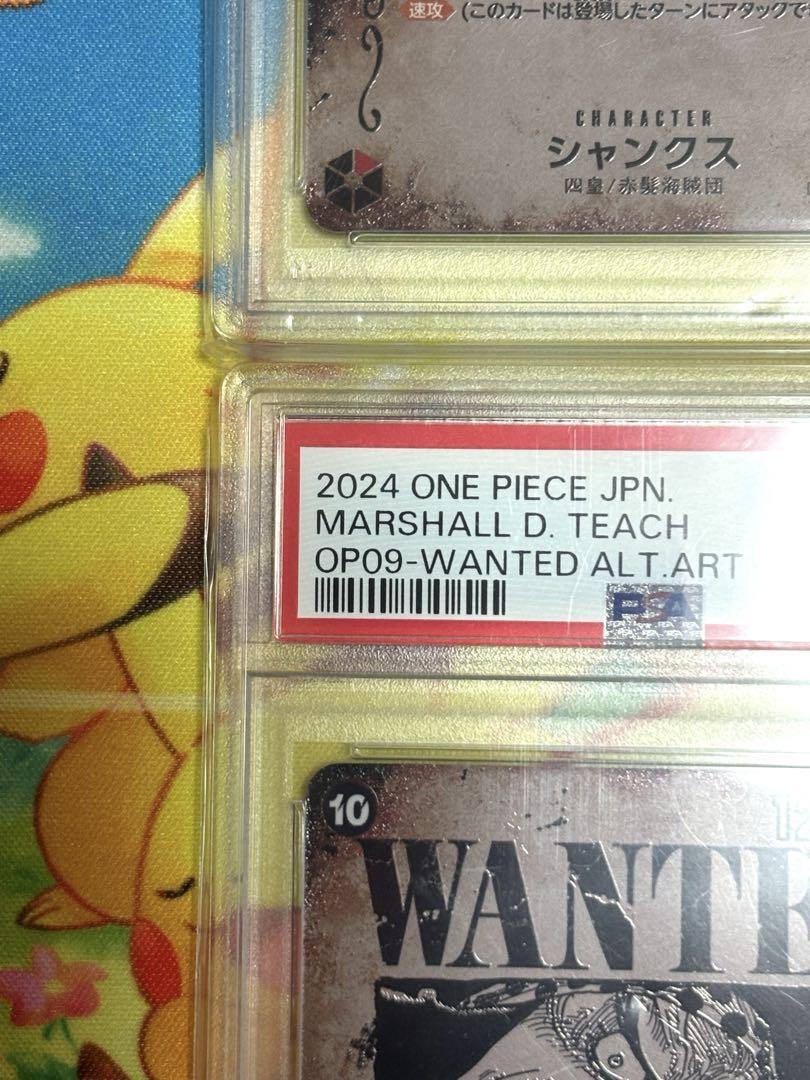 速攻 (このカードは登場したターンにアタックで
CHARACTER
シャンクス
四皇/赤髪海賊団
2024 ONE PIECE JPN.
MARSHALL D. TEACH
OP09-WANTED ALT.ART
PSA
10
WANTE